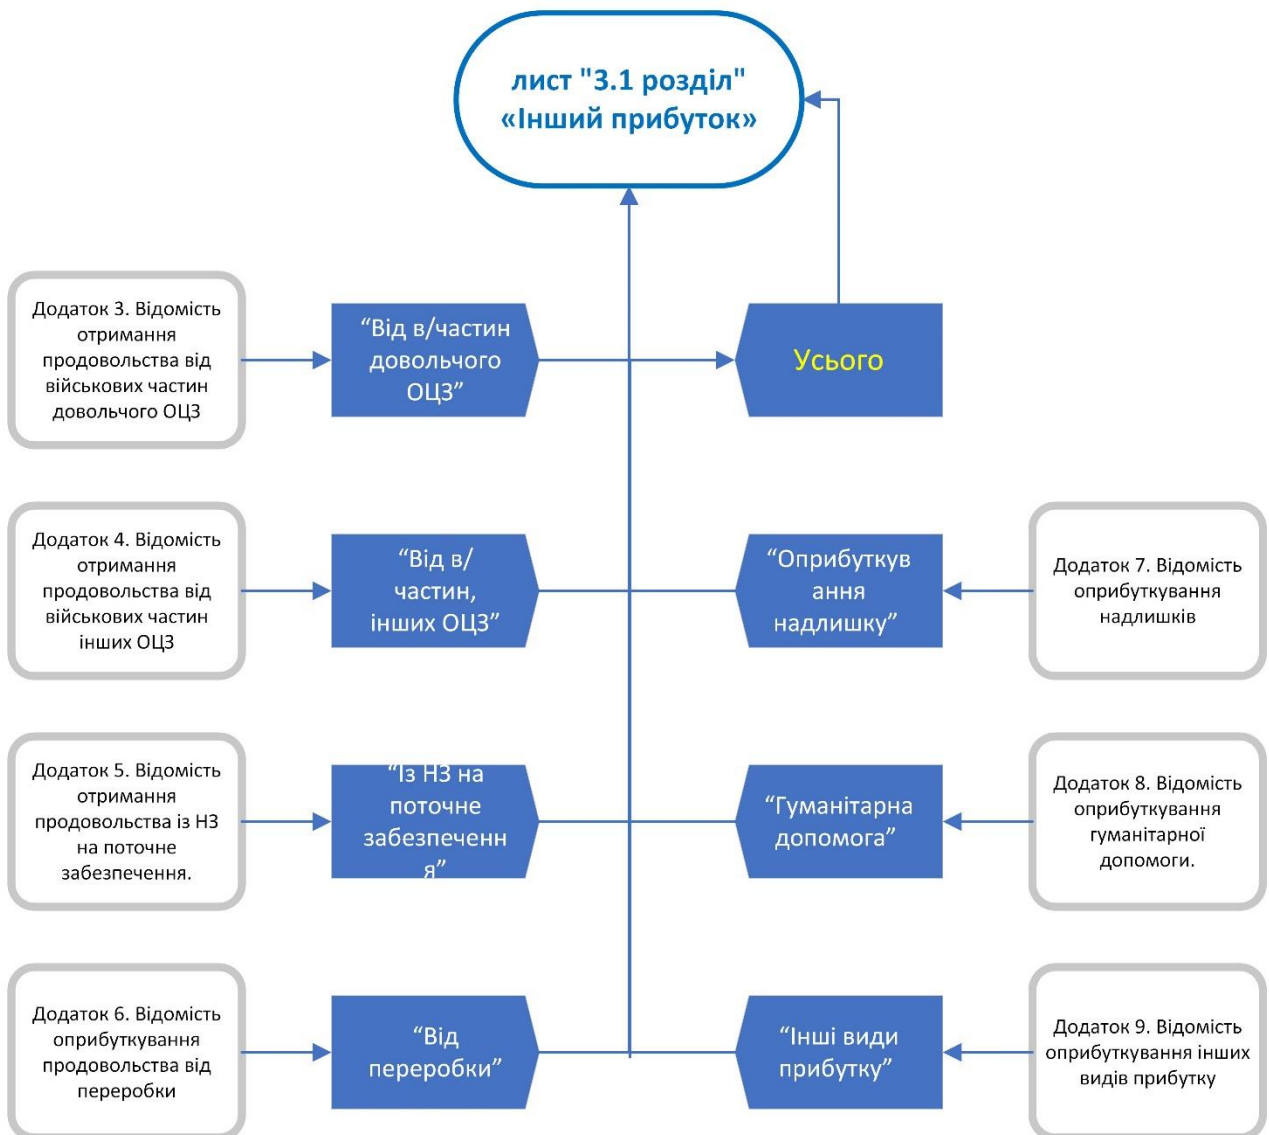 лист "3.1 розділ"
«Інший прибуток»
Додаток 3. Відомість
отримання
продовольства від
військових частин
довольчого ОЦЗ
“Від в/частин
довольчого
ОЦЗ”
Усього
Додаток 4. Відомість
отримання
продовольства від
військових частин
інших ОЦЗ
“Від в/
частин,
інших ОЦЗ”
“Оприбуткув
ання
надлишку”
Додаток 7. Відомість
оприбуткування
надлишків
Додаток 5. Відомість
отримання
продовольства із НЗ
на поточне
забезпечення.
“Із НЗ на
поточне
забезпеченн
я”
“Гуманітарна
допомога”
Додаток 8. Відомість
оприбуткування
гуманітарної
допомоги.
Додаток 6. Відомість
оприбуткування
продовольства від
переробки
“Від
переробки”
“Інші види
прибутку”
Додаток 9. Відомість
оприбуткування інших
видів прибутку